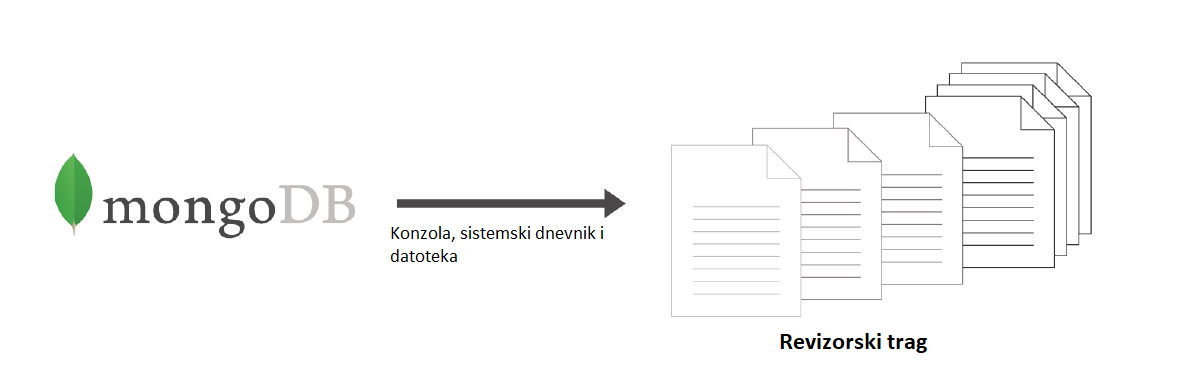 mongoDB
Konzola, sistemski dnevnik i
datoteka
Revizorski trag